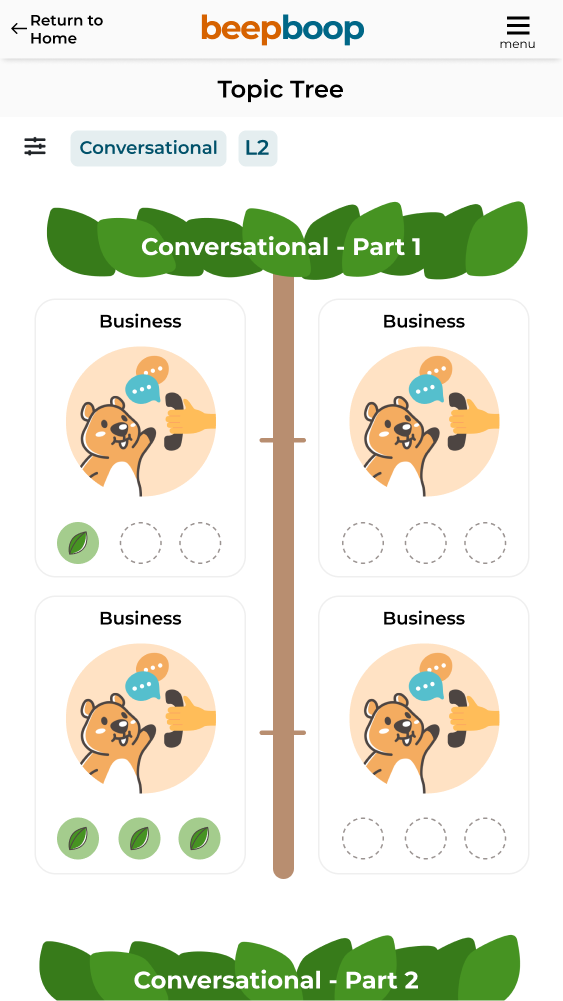 Return to
Home
beepboop
menu
Topic Tree
Conversational
L2
Conversational - Part 1
Business
Business
Business
Business
Conversational - Part 2